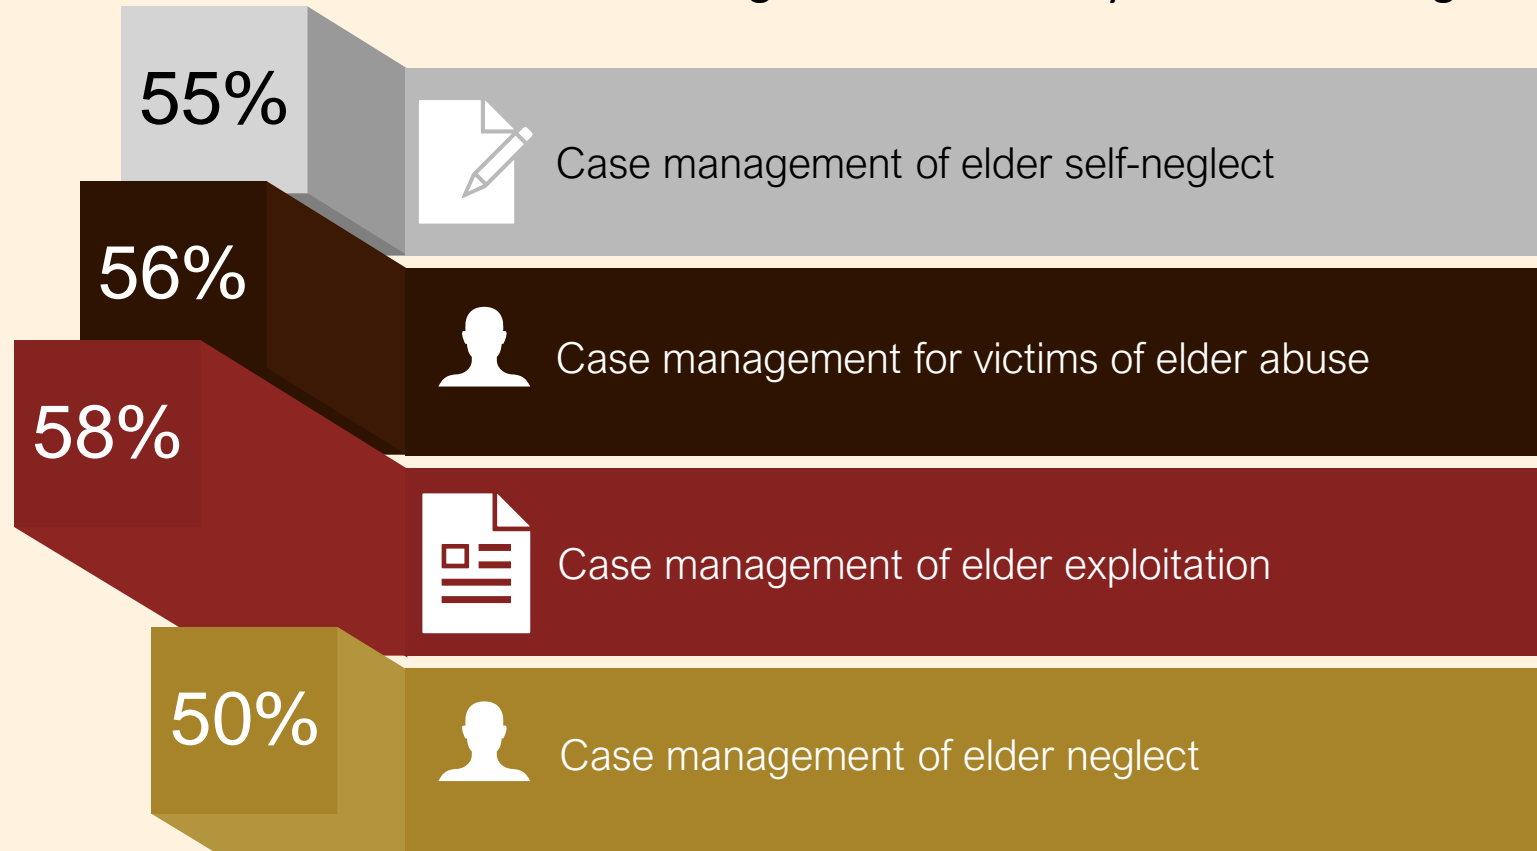 55%
Case management of elder self-neglect
56%
Case management for victims of elder abuse
58%
Case management of elder exploitation
50%
Case management of elder neglect